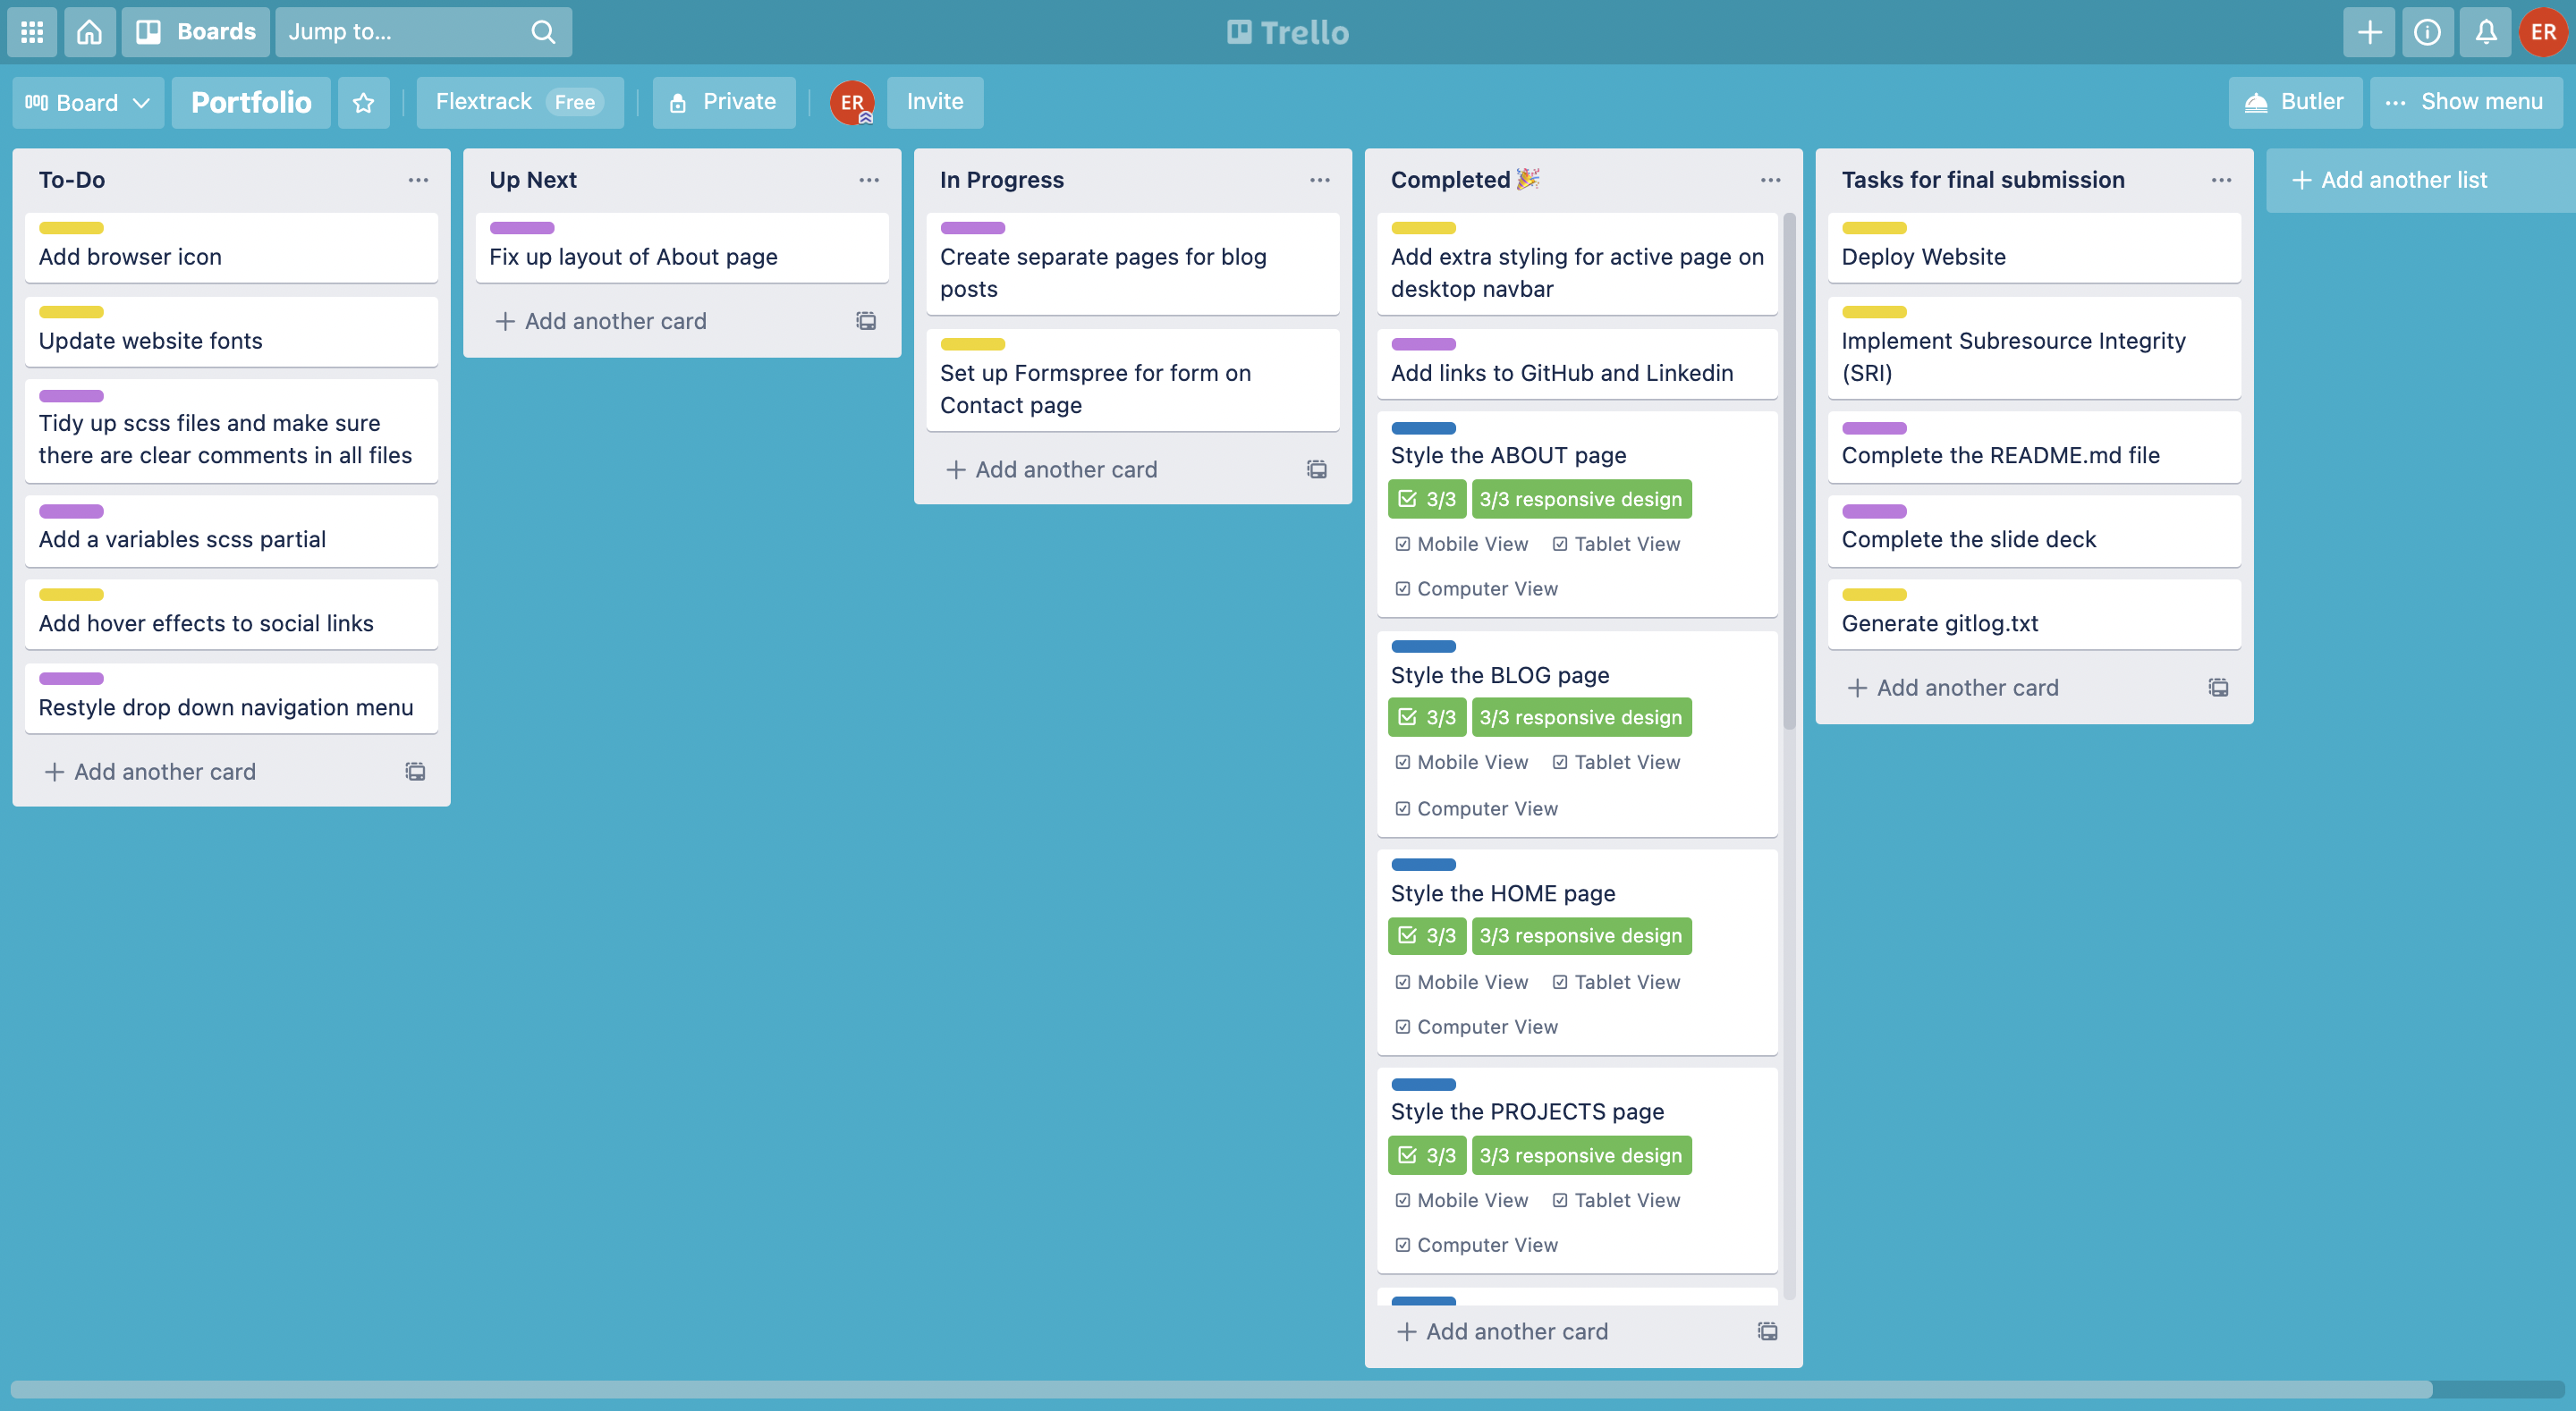 Boards
Jump to...
Trello
ER
Board
Portfolio
Flextrack Free
Private
ER
Invite
Butler
Show menu
To-Do
Add browser icon
Update website fonts
Tidy up scss files and make sure
there are clear comments in all files
Add a variables scss partial
Add hover effects to social links
Restyle drop down navigation menu
Add another card
Up Next
Fix up layout of About page
Add another card
In Progress
Create separate pages for blog
posts
Set up Formspree for form on
Contact page
Add another card
Completed 🎉
Add extra styling for active page on
desktop navbar
Add links to GitHub and Linkedin
Style the ABOUT page
3/3 3/3 responsive design
Mobile View Tablet View
Computer View
Style the BLOG page
3/3 3/3 responsive design
Mobile View Tablet View
Computer View
Style the HOME page
3/3 3/3 responsive design
Mobile View Tablet View
Computer View
Style the PROJECTS page
3/3 3/3 responsive design
Mobile View Tablet View
Computer View
Add another card
Tasks for final submission
Deploy Website
Implement Subresource Integrity
(SRI)
Complete the README.md file
Complete the slide deck
Generate gitlog.txt
Add another card
Add another list